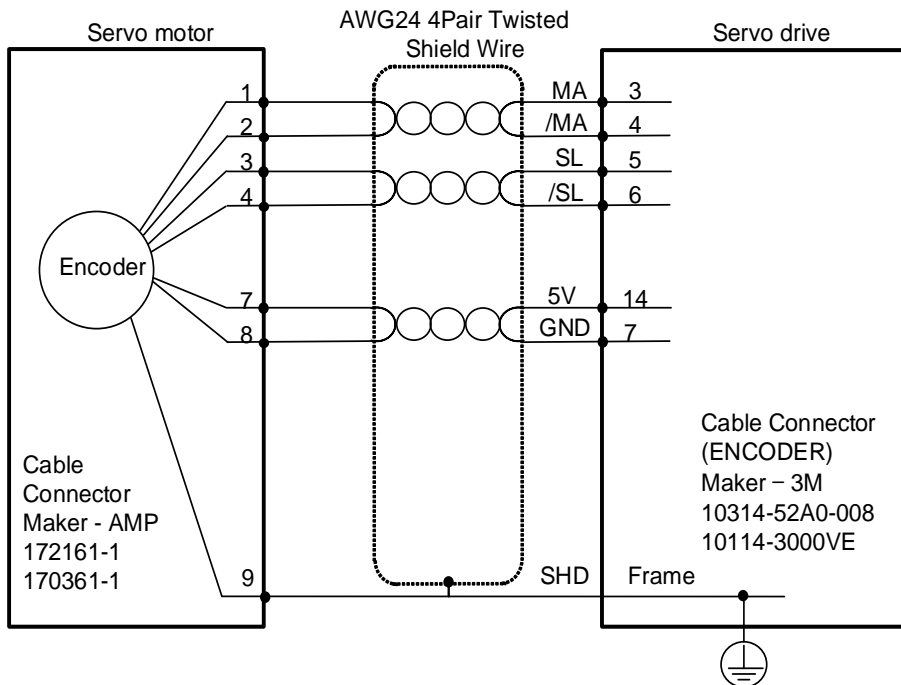 AWG24 4Pair Twisted
Shield Wire
Servo motor
Servo drive
1 MA 3
2 /MA 4
3 SL 5
4 /SL 6
Encoder
7 5V 14
8 GND 7
Cable
Connector
Maker - AMP
172161-1
170361-1
Cable Connector
(ENCODER)
Maker – 3M
10314-52A0-008
10114-3000VE
9 SHD Frame